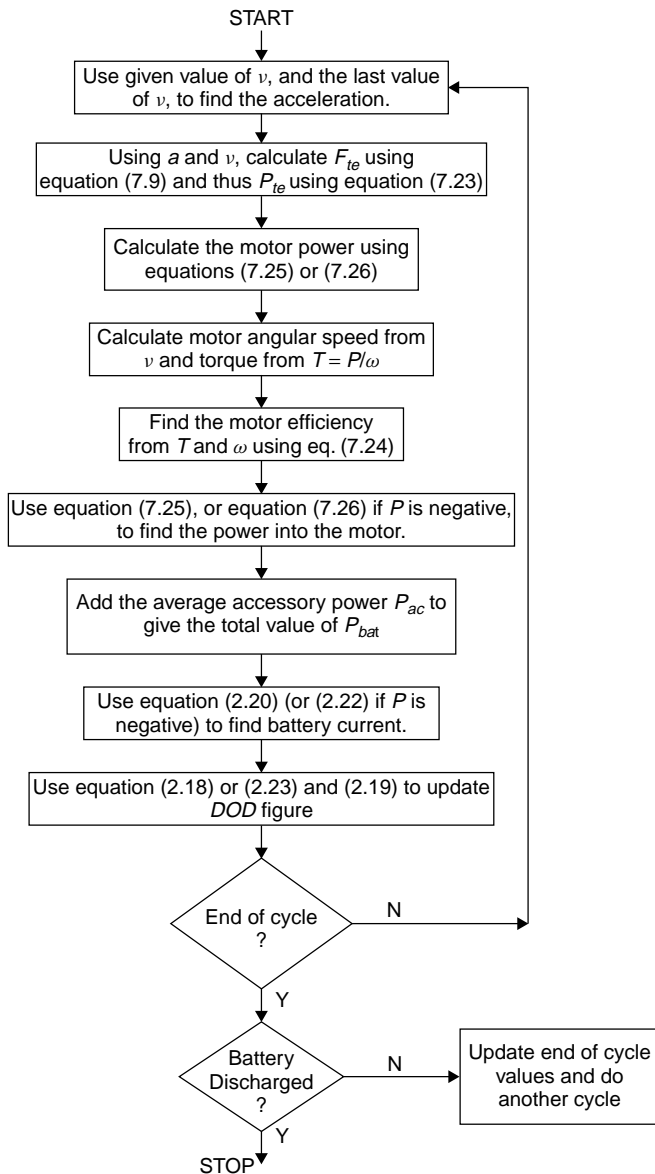 START
Use given value of ν, and the last value
of ν, to find the acceleration.
Using a and ν, calculate Fte using
equation (7.9) and thus Pte using equation (7.23)
Calculate the motor power using
equations (7.25) or (7.26)
Calculate motor angular speed from
ν and torque from T = P/ω
Find the motor efficiency
from T and ω using eq. (7.24)
Use equation (7.25), or equation (7.26) if P is negative,
to find the power into the motor.
Add the average accessory power Pac to
give the total value of Pbat
Use equation (2.20) (or (2.22) if P is
negative) to find battery current.
Use equation (2.18) or (2.23) and (2.19) to update
DOD figure
End of cycle
?
N
Y
Battery
Discharged
?
N
Update end of cycle
values and do
another cycle
Y
STOP